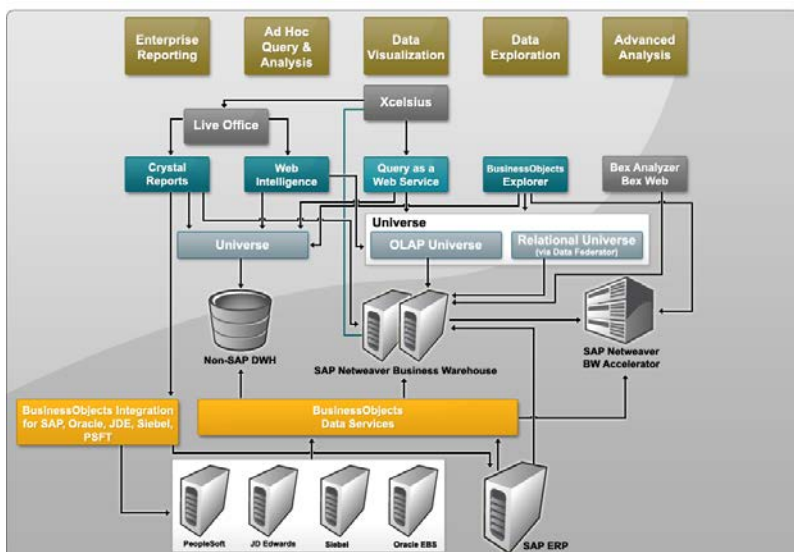 Enterprise
Reporting
Ad Hoc
Query &
Analysis
Data
Visualization
Data
Exploration
Advanced
Analysis
Xcelsius
Live Office
Crystal
Reports
Web
Intelligence
Query as a
Web Service
BusinessObjects
Explorer
Bex Analyzer
Bex Web
Universe
Universe
OLAP Universe
Relational Universe
(via Data Federator)
Non-SAP DWH
SAP Netweaver Business Warehouse
SAP Netweaver
BW Accelerator
BusinessObjects Integration
for SAP, Oracle, JDE, Siebel,
PSFT
BusinessObjects
Data Services
PeopleSoft
JD Edwards
Siebel
Oracle EBS
SAP ERP